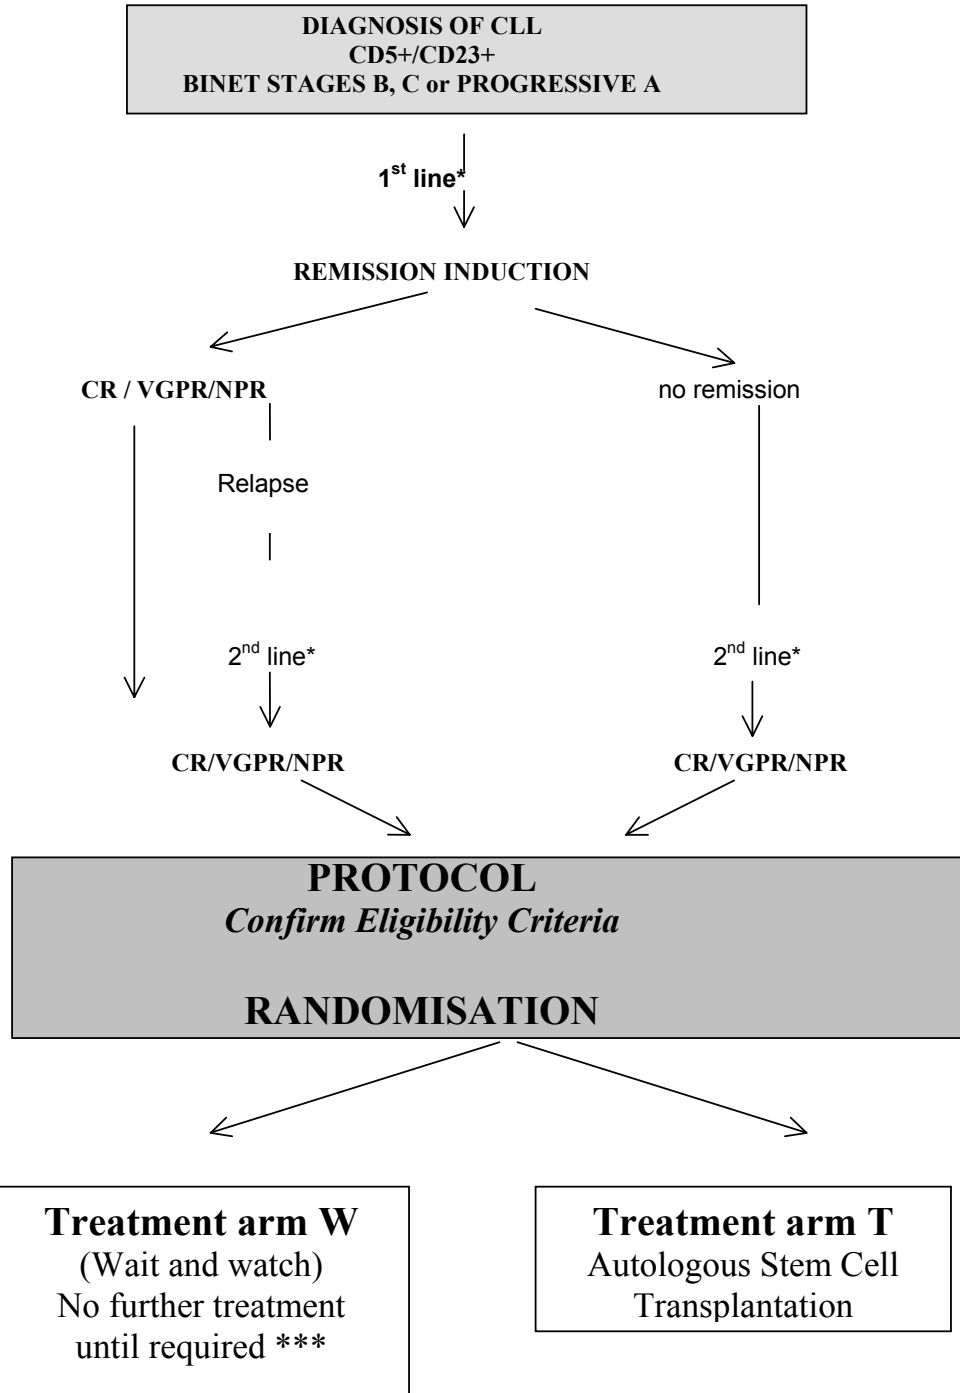 DIAGNOSIS OF CLL
CD5+/CD23+
BINET STAGES B, C or PROGRESSIVE A
1st line*
REMISSION INDUCTION
CR / VGPR/NPR
no remission
Relapse
2nd line*
2nd line*
CR/VGPR/NPR
CR/VGPR/NPR
PROTOCOL
Confirm Eligibility Criteria
RANDOMISATION
Treatment arm W
(Wait and watch)
No further treatment
until required ***
Treatment arm T
Autologous Stem Cell
Transplantation